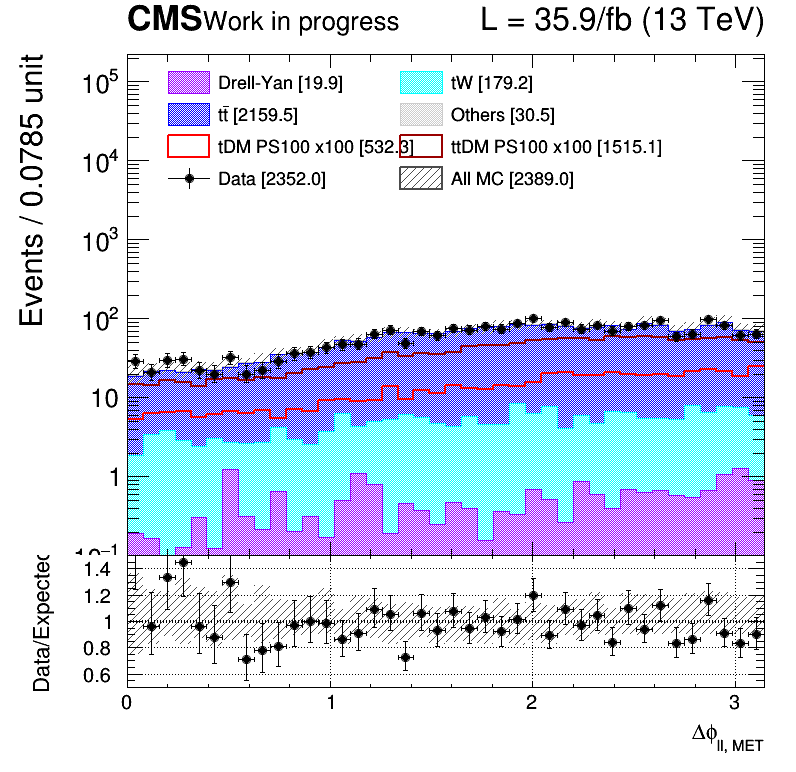 CMS Work in progress L = 35.9/fb (13 TeV)
Events / 0.0785 unit
10⁵
10⁴
10³
10²
10
1
10⁻¹
Drell-Yan [19.9] tW [179.2]
tt̄ [2159.5] Others [30.5]
tDM PS100 x100 [532.3] ttDM PS100 x100 [1515.1]
Data [2352.0] All MC [2389.0]
Data/Expected
1.4
1.2
1
0.8
0.6
0 1 2 3
Δϕll, MET